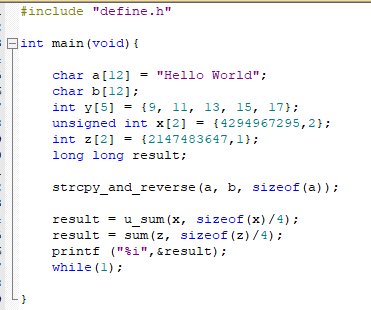 #include "define.h"
int main(void){
char a[12] = "Hello World";
char b[12];
int y[5] = {9, 11, 13, 15, 17};
unsigned int x[2] = {4294967295,2};
int z[2] = {2147483647,1};
long long result;
strcpy_and_reverse(a, b, sizeof(a));
result = u_sum(x, sizeof(x)/4);
result = sum(z, sizeof(z)/4);
printf ("%i",&result);
while(1);
}